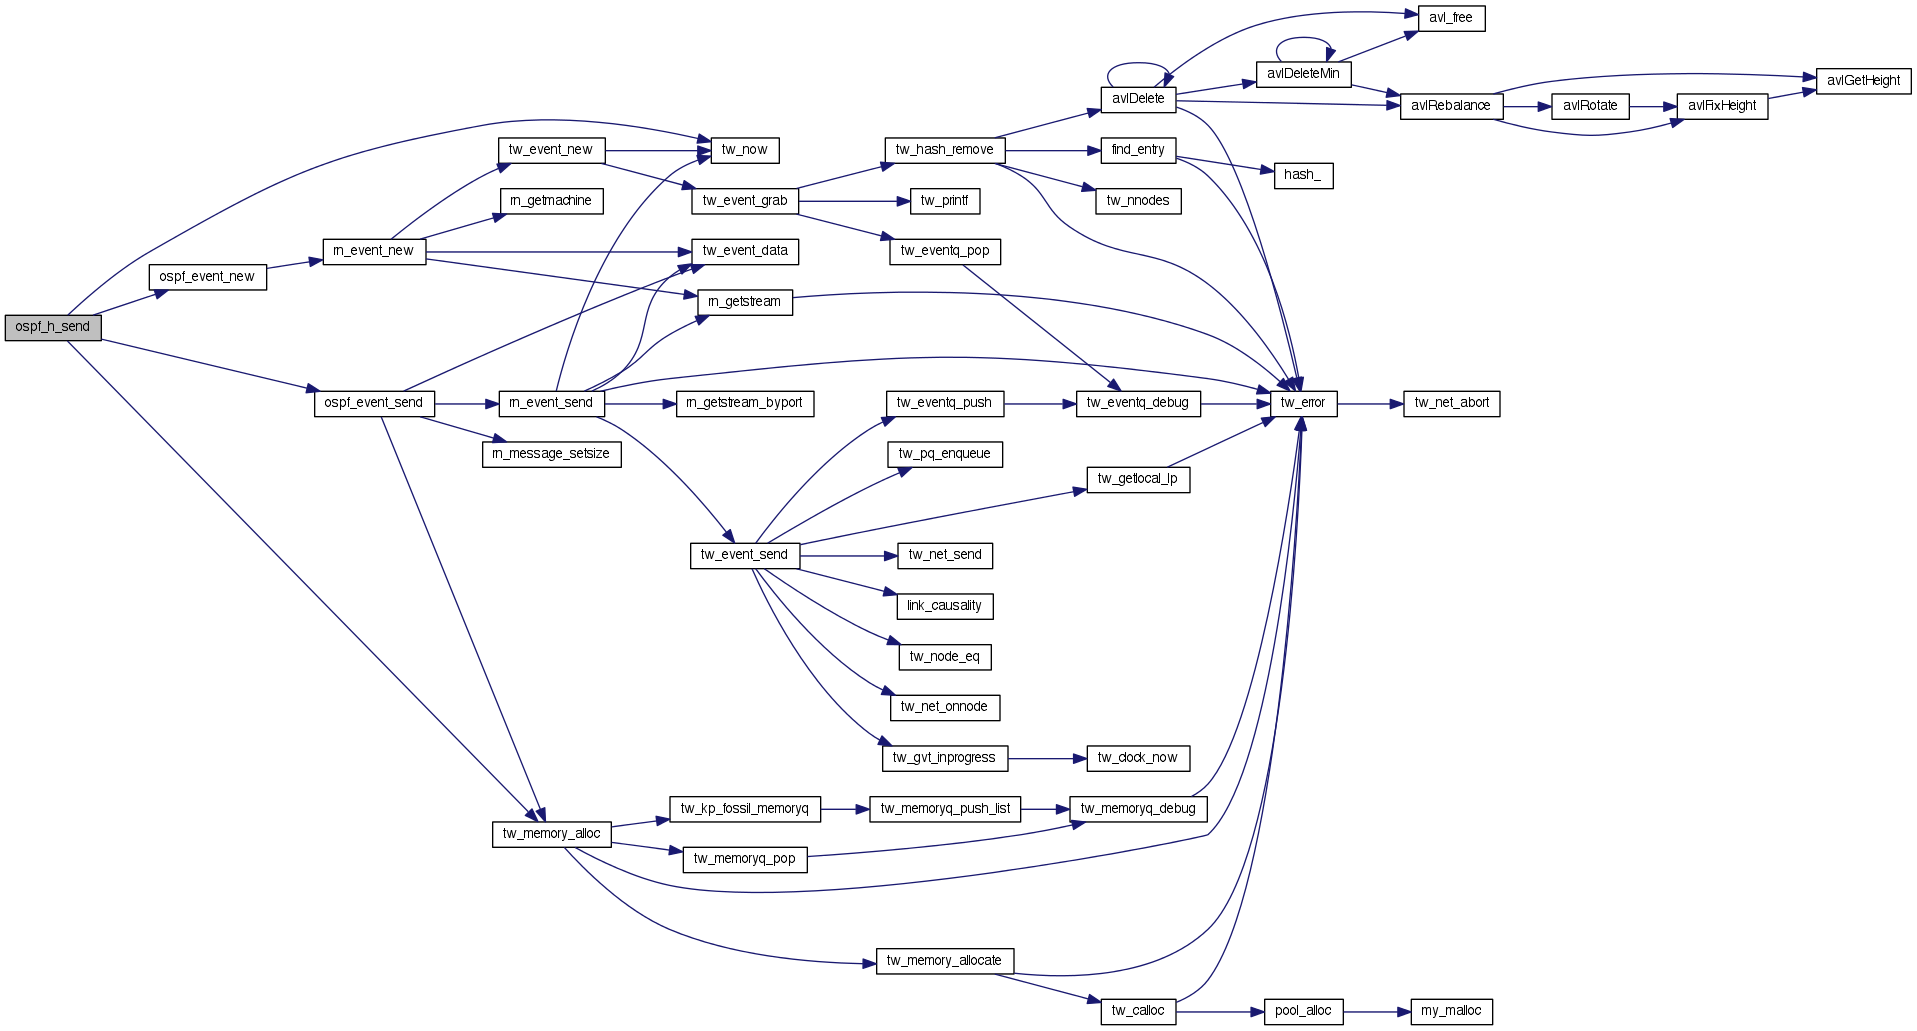 avl_free
avlDeleteMin
avlGetHeight
avlDelete
avlRebalance
avlRotate
avlFixHeight
tw_event_new
tw_now
tw_hash_remove
find_entry
hash_
rn_getmachine
tw_event_grab
tw_printf
tw_nnodes
rn_event_new
tw_event_data
tw_eventq_pop
ospf_event_new
rn_getstream
ospf_h_send
ospf_event_send
rn_event_send
rn_getstream_byport
tw_eventq_push
tw_eventq_debug
tw_error
tw_net_abort
rn_message_setsize
tw_pq_enqueue
tw_getlocal_lp
tw_event_send
tw_net_send
link_causality
tw_node_eq
tw_net_onnode
tw_gvt_inprogress
tw_clock_now
tw_kp_fossil_memoryq
tw_memoryq_push_list
tw_memoryq_debug
tw_memory_alloc
tw_memoryq_pop
tw_memory_allocate
tw_calloc
pool_alloc
my_malloc